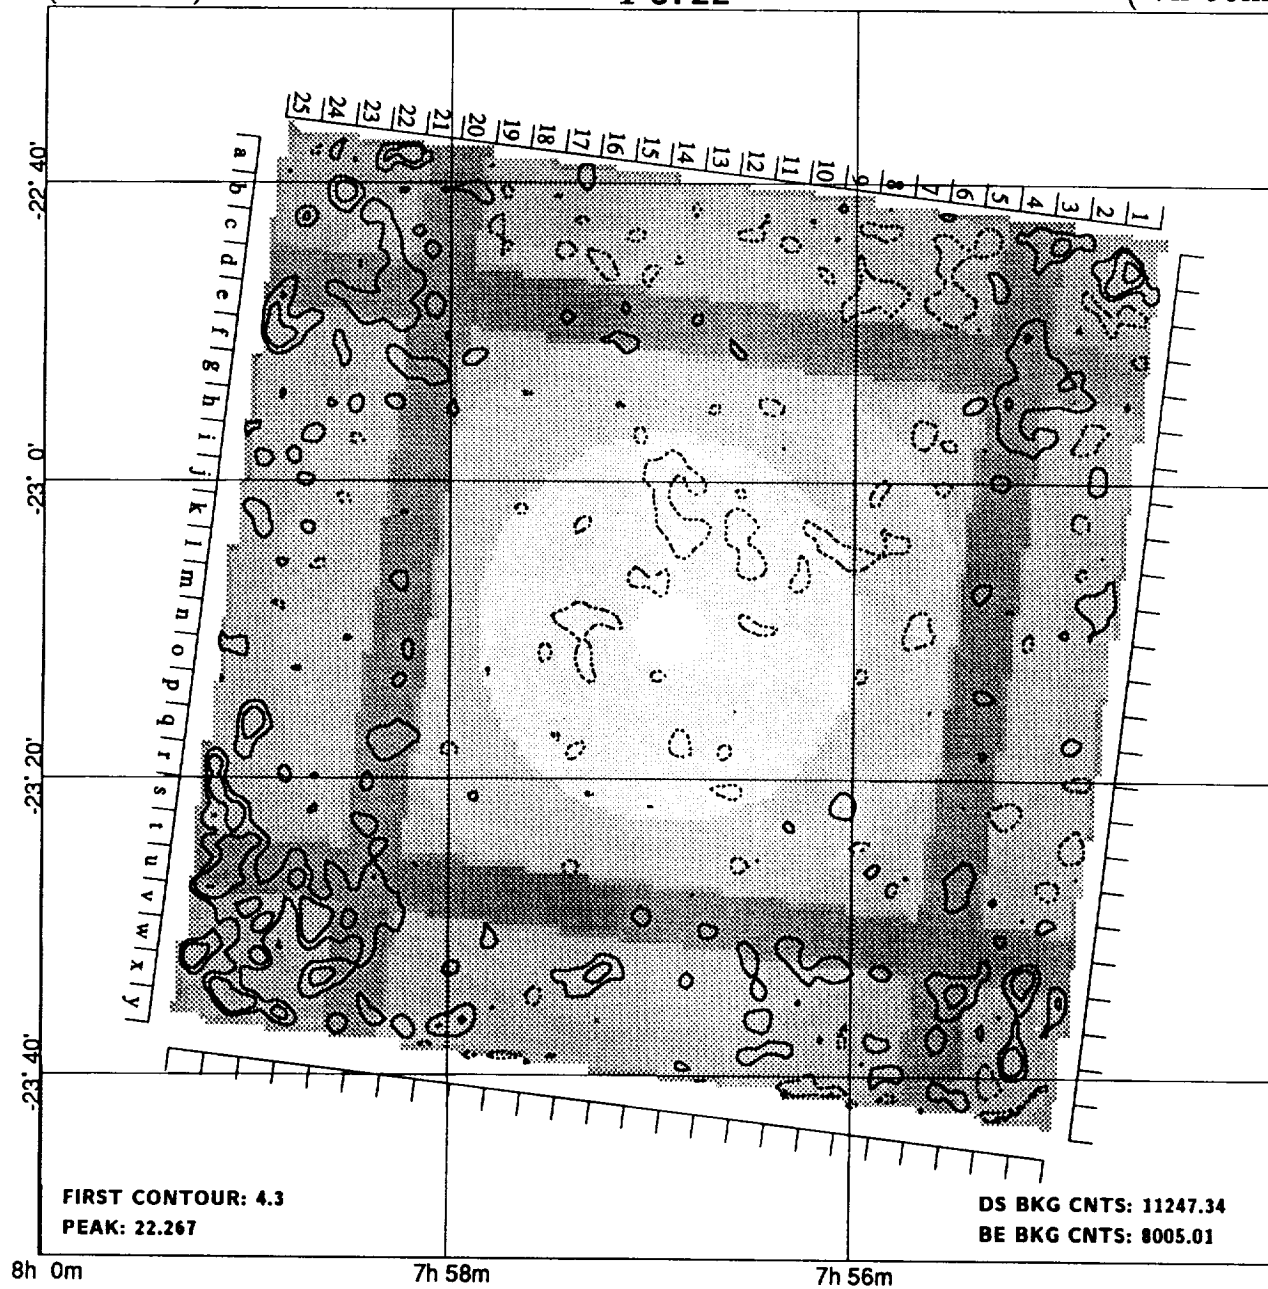 25 24 23 22 21 20 19 18 17 16 15 14 13 12 11 10 9 8 7 6 5 4 3 2 1
a b c d e f g h i j k l m n o p q r s t u v w x y
-22° 40'
-23° 0'
-23° 20'
-23° 40'
FIRST CONTOUR: 4.3
PEAK: 22.267
DS BKG CNTS: 11247.34
BE BKG CNTS: 8005.01
8h 0m
7h 58m
7h 56m